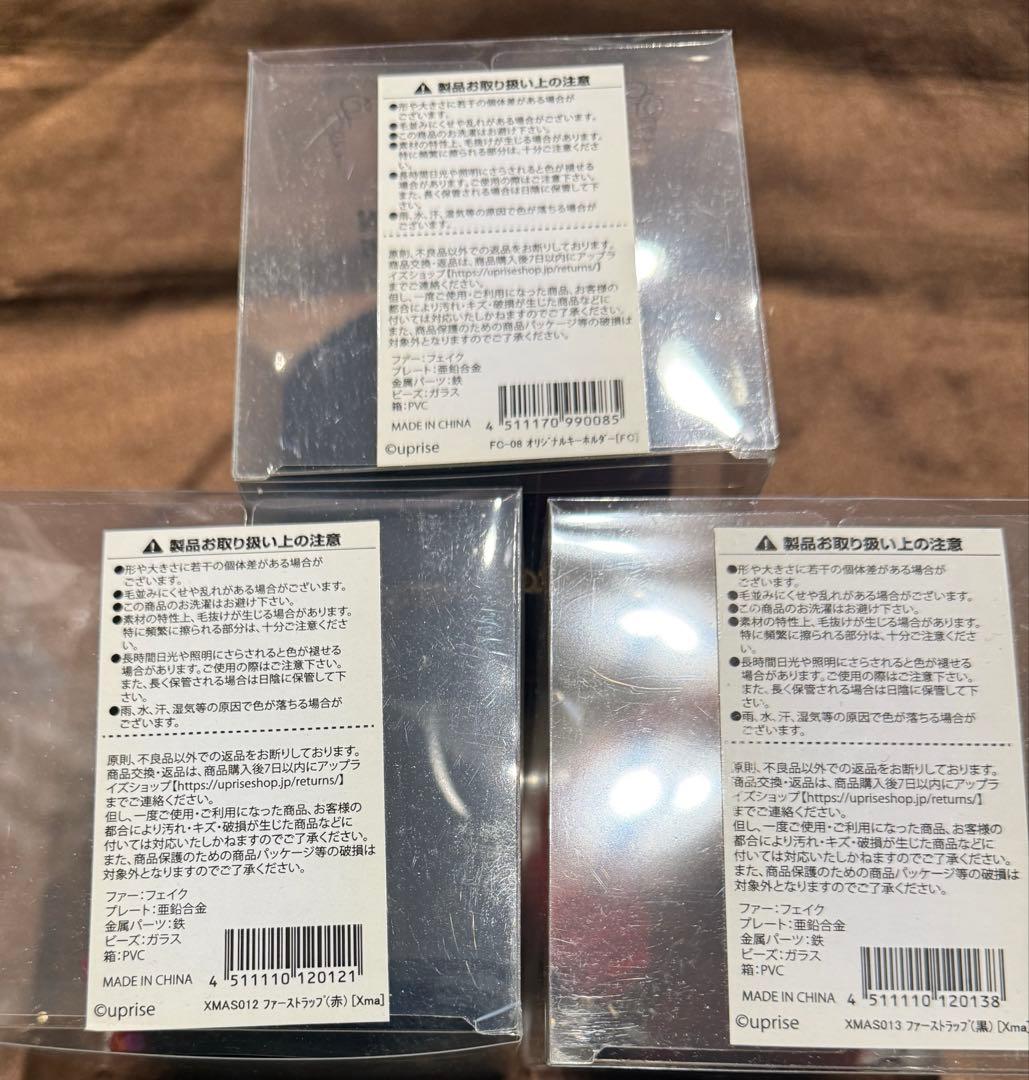 ⚠ 製品お取り扱い上の注意
●形や大きさに若干の個体差がある場合が
ございます。
●毛並みにくせや乱れがある場合がございます。
●この商品のお洗濯はお避け下さい。
●素材の特性上、毛抜けが生じる場合があります。
特に頻繁に擦られる部分は、十分ご注意くださ
い。
●長時間日光や照明にさらされると色が褪せる
場合があります。ご使用の際はご注意下さい。
また、長く保管される場合は日陰に保管して下
さい。
●雨、水、汗、湿気等の原因で色が落ちる場合が
ございます。
原則、不良品以外での返品をお断りしております。
商品交換・返品は、商品購入後7日以内にアップラ
イズショップ【https://upriseshop.jp/returns/】
までご連絡ください。
但し、一度ご使用・ご利用になった商品、お客様の
都合により汚れ・キズ・破損が生じた商品などに
付いては対応いたしかねますのでご了承ください。
また、商品保護のための商品パッケージ等の破損は
対象外となりますのでご了承ください。
ファー:フェイク
プレート:亜鉛合金
金属パーツ:鉄
ビーズ:ガラス
箱:PVC
MADE IN CHINA
4 511170 990085
©uprise
FC-08 オリジナルキーホルダー[FC]
⚠ 製品お取り扱い上の注意
●形や大きさに若干の個体差がある場合が
ございます。
●毛並みにくせや乱れがある場合がございます。
●この商品のお洗濯はお避け下さい。
●素材の特性上、毛抜けが生じる場合があります。
特に頻繁に擦られる部分は、十分ご注意くださ
い。
●長時間日光や照明にさらされると色が褪せる
場合があります。ご使用の際はご注意下さい。
また、長く保管される場合は日陰に保管して下
さい。
●雨、水、汗、湿気等の原因で色が落ちる場合が
ございます。
原則、不良品以外での返品をお断りしております。
商品交換・返品は、商品購入後7日以内にアップラ
イズショップ【https://upriseshop.jp/returns/】
までご連絡ください。
但し、一度ご使用・ご利用になった商品、お客様の
都合により汚れ・キズ・破損が生じた商品などに
付いては対応いたしかねますのでご了承ください。
また、商品保護のための商品パッケージ等の破損は
対象外となりますのでご了承ください。
ファー:フェイク
プレート:亜鉛合金
金属パーツ:鉄
ビーズ:ガラス
箱:PVC
MADE IN CHINA
4 511110 120121
©uprise
XMAS012 ファーストラップ(赤) [Xma]
⚠ 製品お取り扱い上の注意
●形や大きさに若干の個体差がある場合が
ございます。
●毛並みにくせや乱れがある場合がございます。
●この商品のお洗濯はお避け下さい。
●素材の特性上、毛抜けが生じる場合があります。
特に頻繁に擦られる部分は、十分ご注意くださ
い。
●長時間日光や照明にさらされると色が褪せる
場合があります。ご使用の際はご注意下さい。
また、長く保管される場合は日陰に保管して下
さい。
●雨、水、汗、湿気等の原因で色が落ちる場合が
ございます。
原則、不良品以外での返品をお断りしております。
商品交換・返品は、商品購入後7日以内にアップラ
イズショップ【https://upriseshop.jp/returns/】
までご連絡ください。
但し、一度ご使用・ご利用になった商品、お客様の
都合により汚れ・キズ・破損が生じた商品などに
付いては対応いたしかねますのでご了承ください。
また、商品保護のための商品パッケージ等の破損は
対象外となりますのでご了承ください。
ファー:フェイク
プレート:亜鉛合金
金属パーツ:鉄
ビーズ:ガラス
箱:PVC
MADE IN CHINA
4 511110 120138
©uprise
XMAS013 ファーストラップ(黒) [Xma